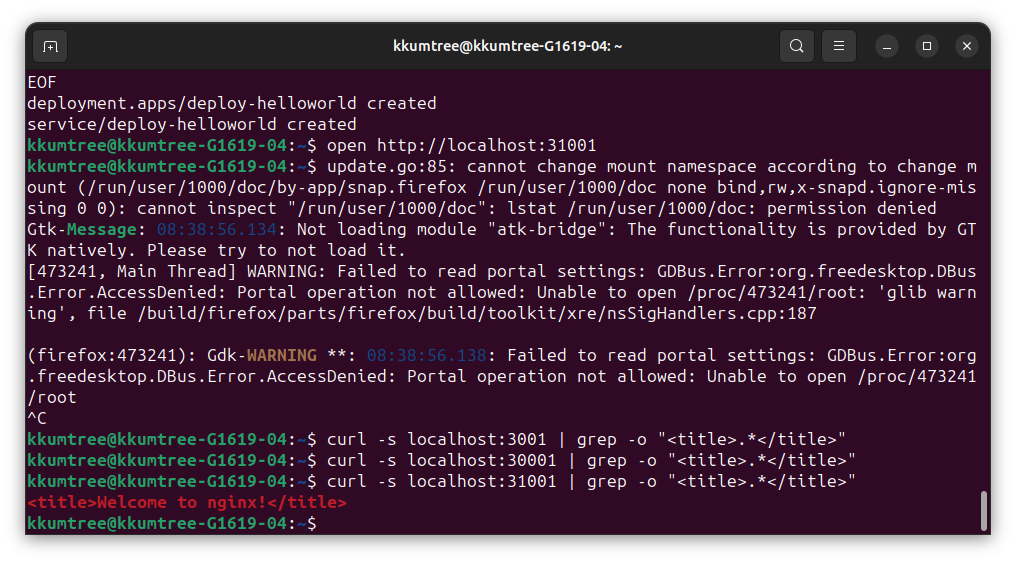 kkumtree@kkumtree-G1619-04: ~
EOF
deployment.apps/deploy-helloworld created
service/deploy-helloworld created
kkumtree@kkumtree-G1619-04:~$ open http://localhost:31001
kkumtree@kkumtree-G1619-04:~$ update.go:85: cannot change mount namespace according to change m
ount (/run/user/1000/doc/by-app/snap.firefox /run/user/1000/doc none bind,rw,x-snapd.ignore-mis
sing 0 0): cannot inspect "/run/user/1000/doc": lstat /run/user/1000/doc: permission denied
Gtk-Message: 08:38:56.134: Not loading module "atk-bridge": The functionality is provided by GT
K natively. Please try to not load it.
[473241, Main Thread] WARNING: Failed to read portal settings: GDBus.Error:org.freedesktop.DBus
.Error.AccessDenied: Portal operation not allowed: Unable to open /proc/473241/root: 'glib warn
ing', file /build/firefox/parts/firefox/build/toolkit/xre/nsSigHandlers.cpp:187
(firefox:473241): Gdk-WARNING **: 08:38:56.138: Failed to read portal settings: GDBus.Error:org
.freedesktop.DBus.Error.AccessDenied: Portal operation not allowed: Unable to open /proc/473241
/root
^C
kkumtree@kkumtree-G1619-04:~$ curl -s localhost:3001 | grep -o "<title>.*</title>"
kkumtree@kkumtree-G1619-04:~$ curl -s localhost:30001 | grep -o "<title>.*</title>"
kkumtree@kkumtree-G1619-04:~$ curl -s localhost:31001 | grep -o "<title>.*</title>"
<title>Welcome to nginx!</title>
kkumtree@kkumtree-G1619-04:~$